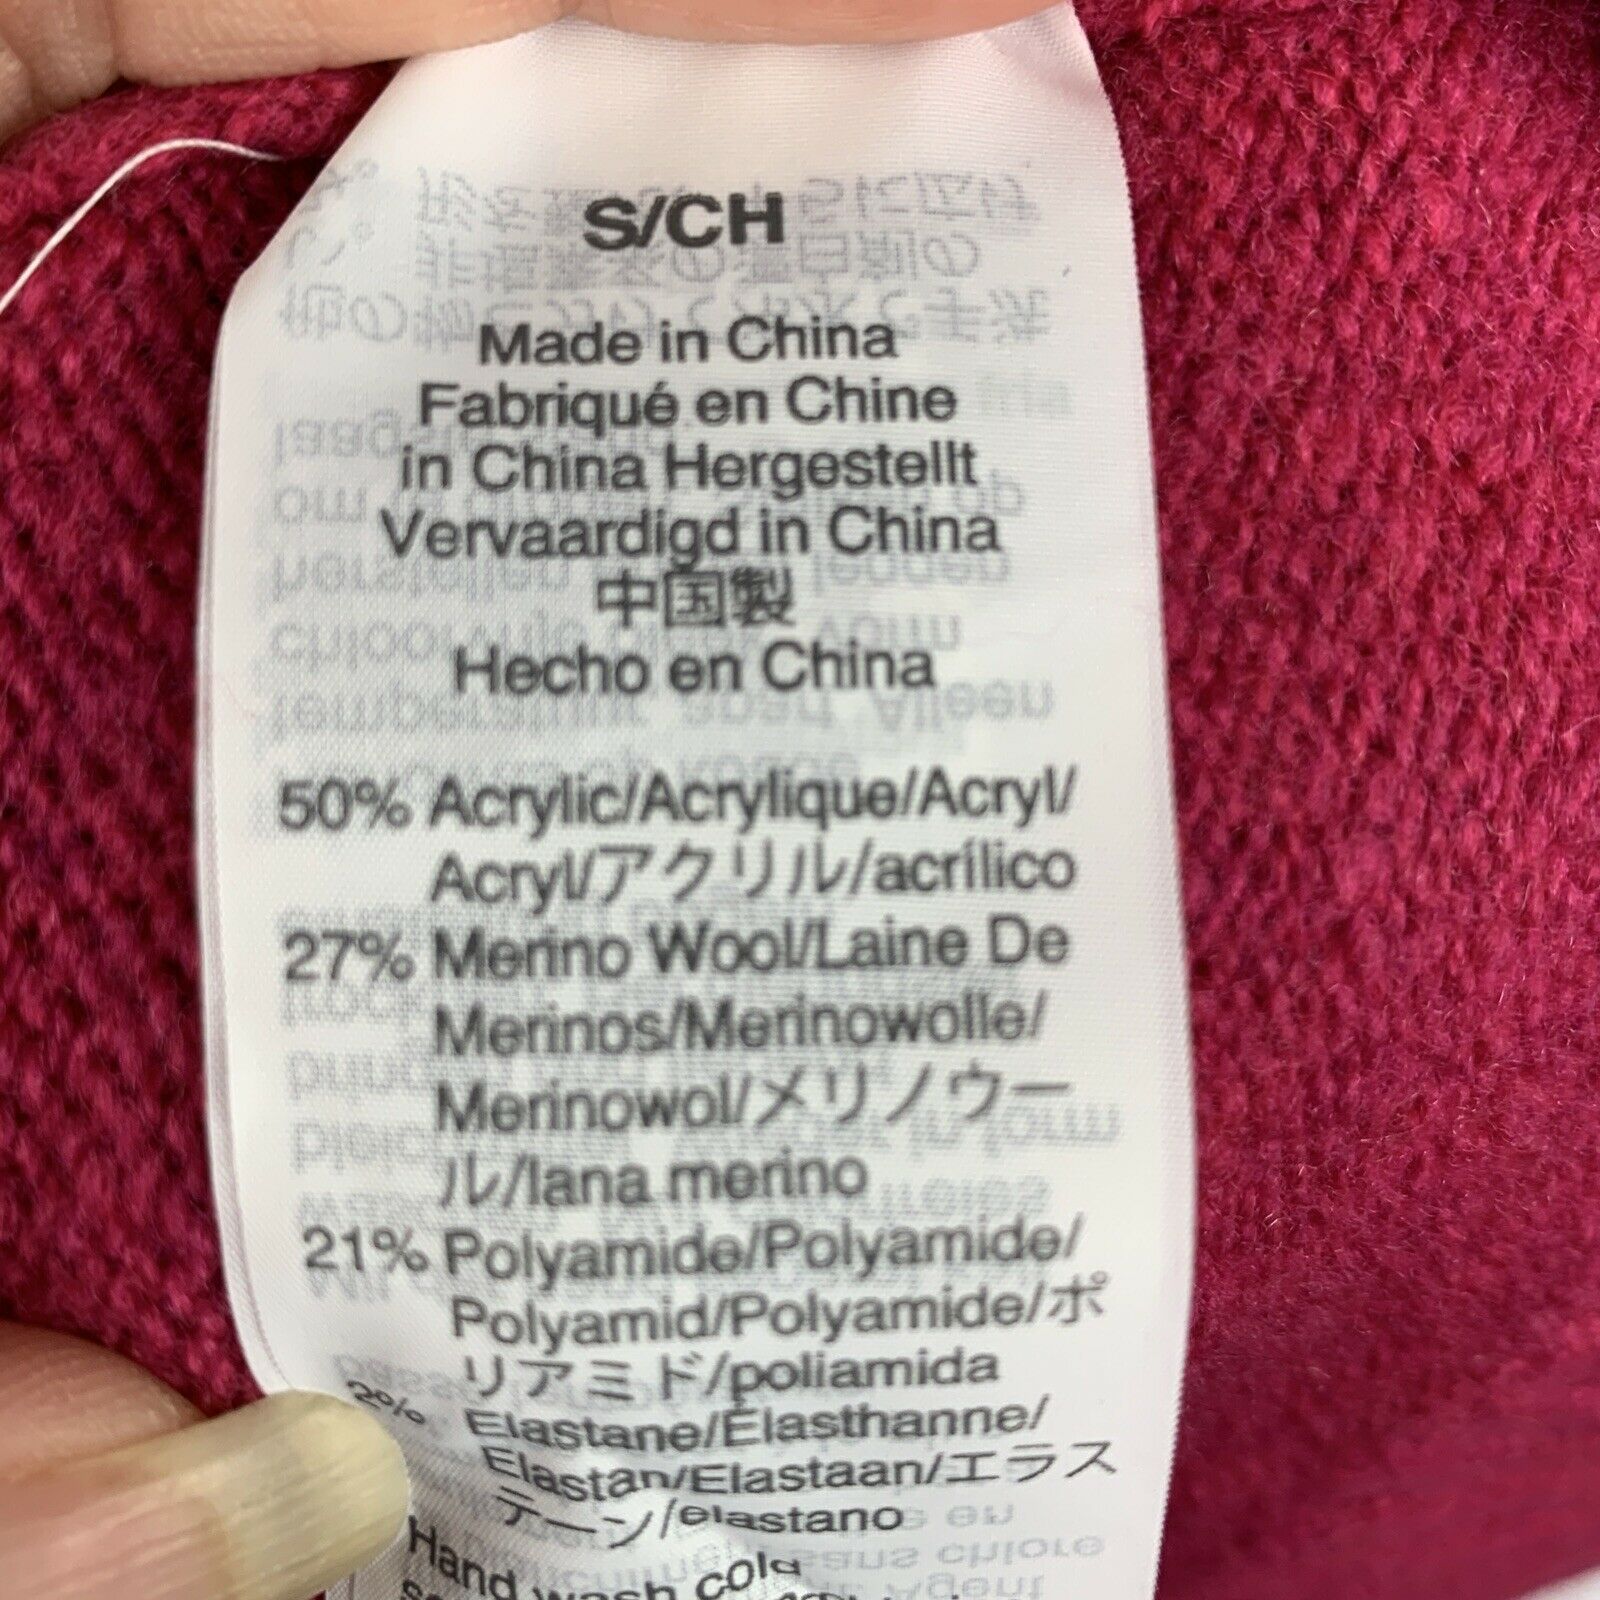 S/CH
Made in China
Fabriqué en Chine
in China Hergestellt
Vervaardigd in China
中国製
Hecho en China
50% Acrylic/Acrylique/Acryl/
Acryl/アクリル/acrílico
27% Merino Wool/Laine De
Merinos/Merinowolle/
Merinowol/メリノウー
ル/lana merino
21% Polyamide/Polyamide/
Polyamid/Polyamide/ポ
リアミド/poliamida
2% Elastane/Élasthanne/
Elastan/Elastaan/エラス
テーン/elastano
Hand wash cold